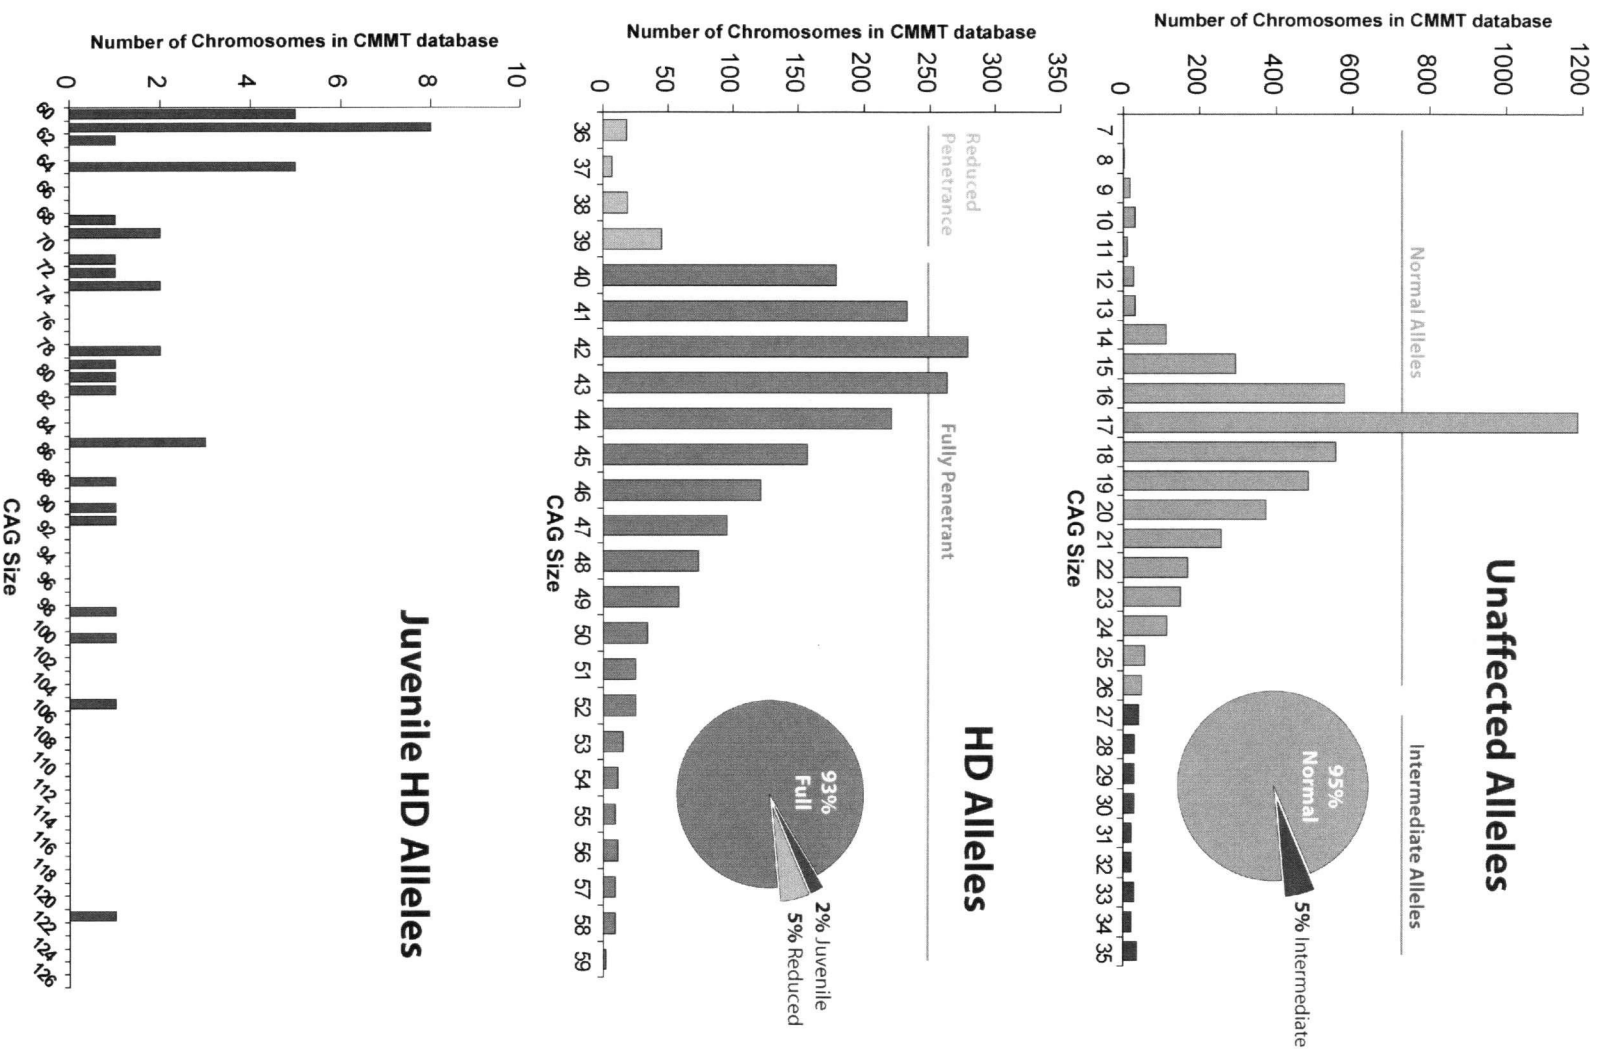 Unaffected Alleles
Number of Chromosomes in CMMT database
1200
1000
800
600
400
200
0
Normal Alleles
Intermediate Alleles
95%
Normal
5% Intermediate
7 8 9 10 11 12 13 14 15 16 17 18 19 20 21 22 23 24 25 26 27 28 29 30 31 32 33 34 35
CAG Size
HD Alleles
Number of Chromosomes in CMMT database
350
300
250
200
150
100
50
0
Reduced
Penetrance
Fully Penetrant
93%
Full
2% Juvenile
5% Reduced
36 37 38 39 40 41 42 43 44 45 46 47 48 49 50 51 52 53 54 55 56 57 58 59
CAG Size
Juvenile HD Alleles
Number of Chromosomes in CMMT database
10
8
6
4
2
0
60 62 64 66 68 70 72 74 76 78 80 82 84 86 88 90 92 94 96 98 100 102 104 106 108 110 112 114 116 118 120 122 124 126
CAG Size